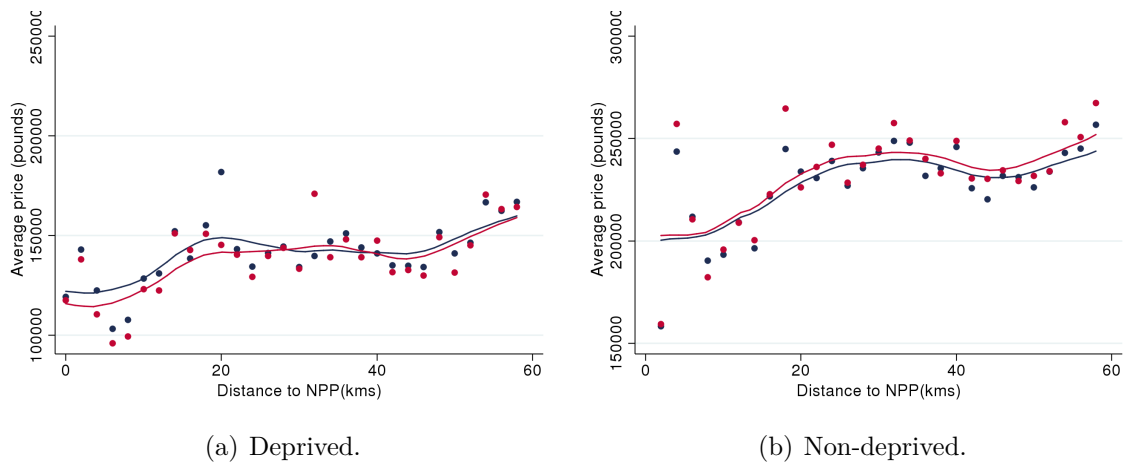 250000
200000
150000
100000
Average price (pounds)
0 20 40 60
Distance to NPP(kms)
(a) Deprived.
300000
250000
200000
150000
Average price (pounds)
0 20 40 60
Distance to NPP(kms)
(b) Non-deprived.